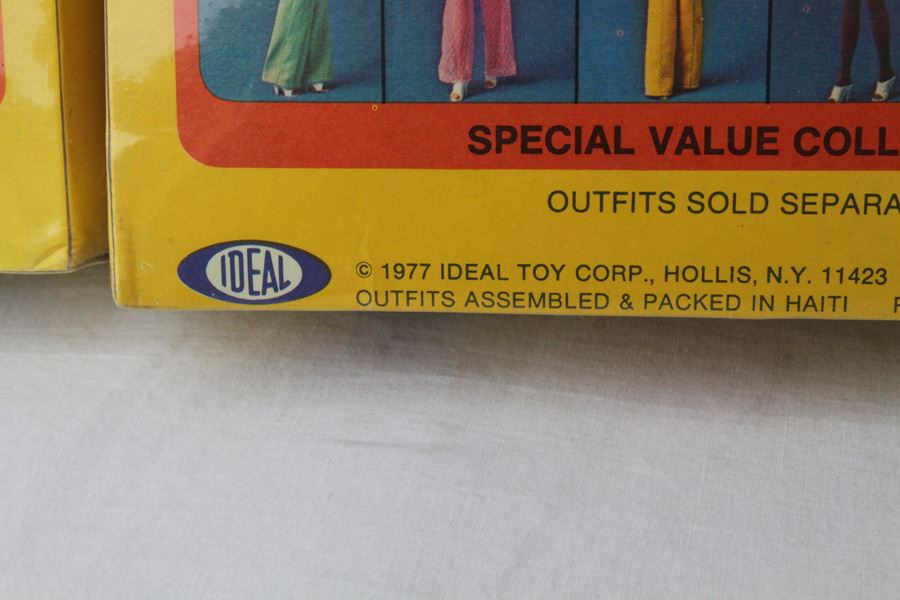 SPECIAL VALUE COLL
OUTFITS SOLD SEPARA
IDEAL
© 1977 IDEAL TOY CORP., HOLLIS, N.Y. 11423
OUTFITS ASSEMBLED & PACKED IN HAITI